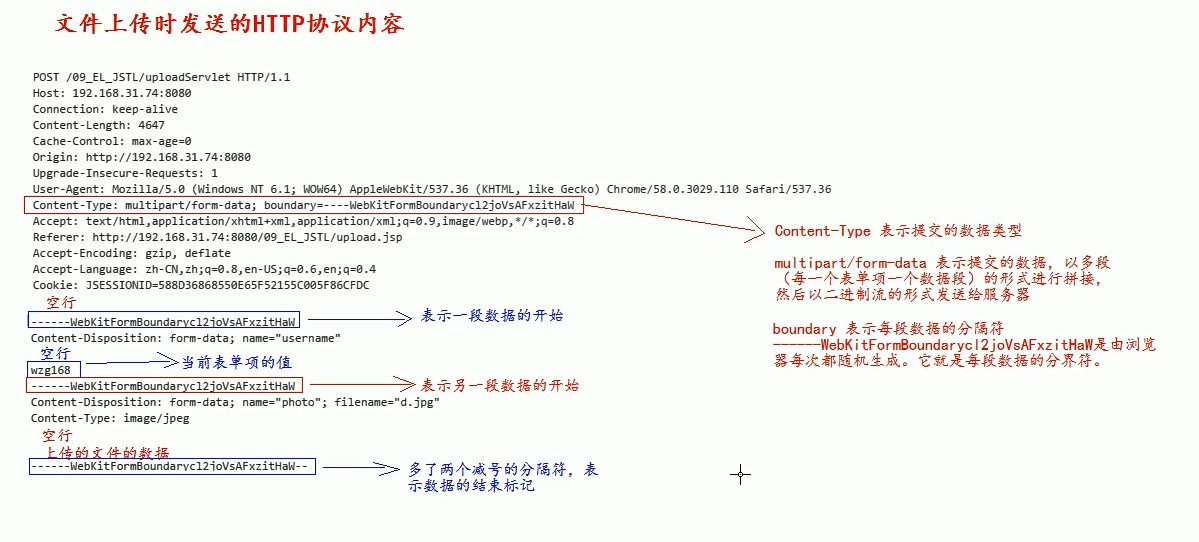 文件上传时发送的HTTP协议内容
POST /09_EL_JSTL/uploadServlet HTTP/1.1
Host: 192.168.31.74:8080
Connection: keep-alive
Content-Length: 4647
Cache-Control: max-age=0
Origin: http://192.168.31.74:8080
Upgrade-Insecure-Requests: 1
User-Agent: Mozilla/5.0 (Windows NT 6.1; WOW64) AppleWebKit/537.36 (KHTML, like Gecko) Chrome/58.0.3029.110 Safari/537.36
Content-Type: multipart/form-data; boundary=----WebKitFormBoundarycl2joVsAFxzitHaW
Accept: text/html,application/xhtml+xml,application/xml;q=0.9,image/webp,*/*;q=0.8
Referer: http://192.168.31.74:8080/09_EL_JSTL/upload.jsp
Accept-Encoding: gzip, deflate
Accept-Language: zh-CN,zh;q=0.8,en-US;q=0.6,en;q=0.4
Cookie: JSESSIONID=588D36868550E65F52155C005F86CFDC
空行
------WebKitFormBoundarycl2joVsAFxzitHaW
表示一段数据的开始
Content-Disposition: form-data; name="username"
空行
wzg168
当前表单项的值
------WebKitFormBoundarycl2joVsAFxzitHaW
表示另一段数据的开始
Content-Disposition: form-data; name="photo"; filename="d.jpg"
Content-Type: image/jpeg
空行
上传的文件的数据
------WebKitFormBoundarycl2joVsAFxzitHaW--
多了两个减号的分隔符，表
示数据的结束标记
Content-Type 表示提交的数据类型
multipart/form-data 表示提交的数据，以多段
（每一个表单项一个数据段）的形式进行拼接，
然后以二进制流的形式发送给服务器
boundary 表示每段数据的分隔符
------WebKitFormBoundarycl2joVsAFxzitHaW是由浏览
器每次都随机生成。它就是每段数据的分界符。